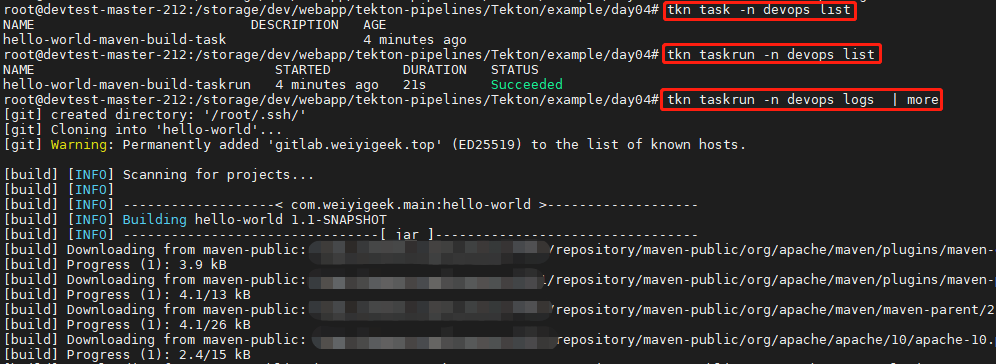 root@devtest-master-212:/storage/dev/webapp/tekton-pipelines/Tekton/example/day04# tkn task -n devops list
NAME DESCRIPTION AGE
hello-world-maven-build-task 4 minutes ago
root@devtest-master-212:/storage/dev/webapp/tekton-pipelines/Tekton/example/day04# tkn taskrun -n devops list
NAME STARTED DURATION STATUS
hello-world-maven-build-taskrun 4 minutes ago 21s Succeeded
root@devtest-master-212:/storage/dev/webapp/tekton-pipelines/Tekton/example/day04# tkn taskrun -n devops logs | more
[git] created directory: '/root/.ssh/'
[git] Cloning into 'hello-world'...
[git] Warning: Permanently added 'gitlab.weiyigeek.top' (ED25519) to the list of known hosts.
[build] [INFO] Scanning for projects...
[build] [INFO]
[build] [INFO] -------------------< com.weiyigeek.main:hello-world >-------------------
[build] [INFO] Building hello-world 1.1-SNAPSHOT
[build] [INFO] --------------------------------[ jar ]---------------------------------
[build] Downloading from maven-public: /repository/maven-public/org/apache/maven/plugins/maven-
[build] Progress (1): 3.9 kB
[build] Downloading from maven-public: /repository/maven-public/org/apache/maven/plugins/maven-p
[build] Progress (1): 4.1/13 kB
[build] Downloading from maven-public: /repository/maven-public/org/apache/maven/maven-parent/2
[build] Progress (1): 4.1/26 kB
[build] Downloading from maven-public: /repository/maven-public/org/apache/apache/10/apache-10.
[build] Progress (1): 2.4/15 kB